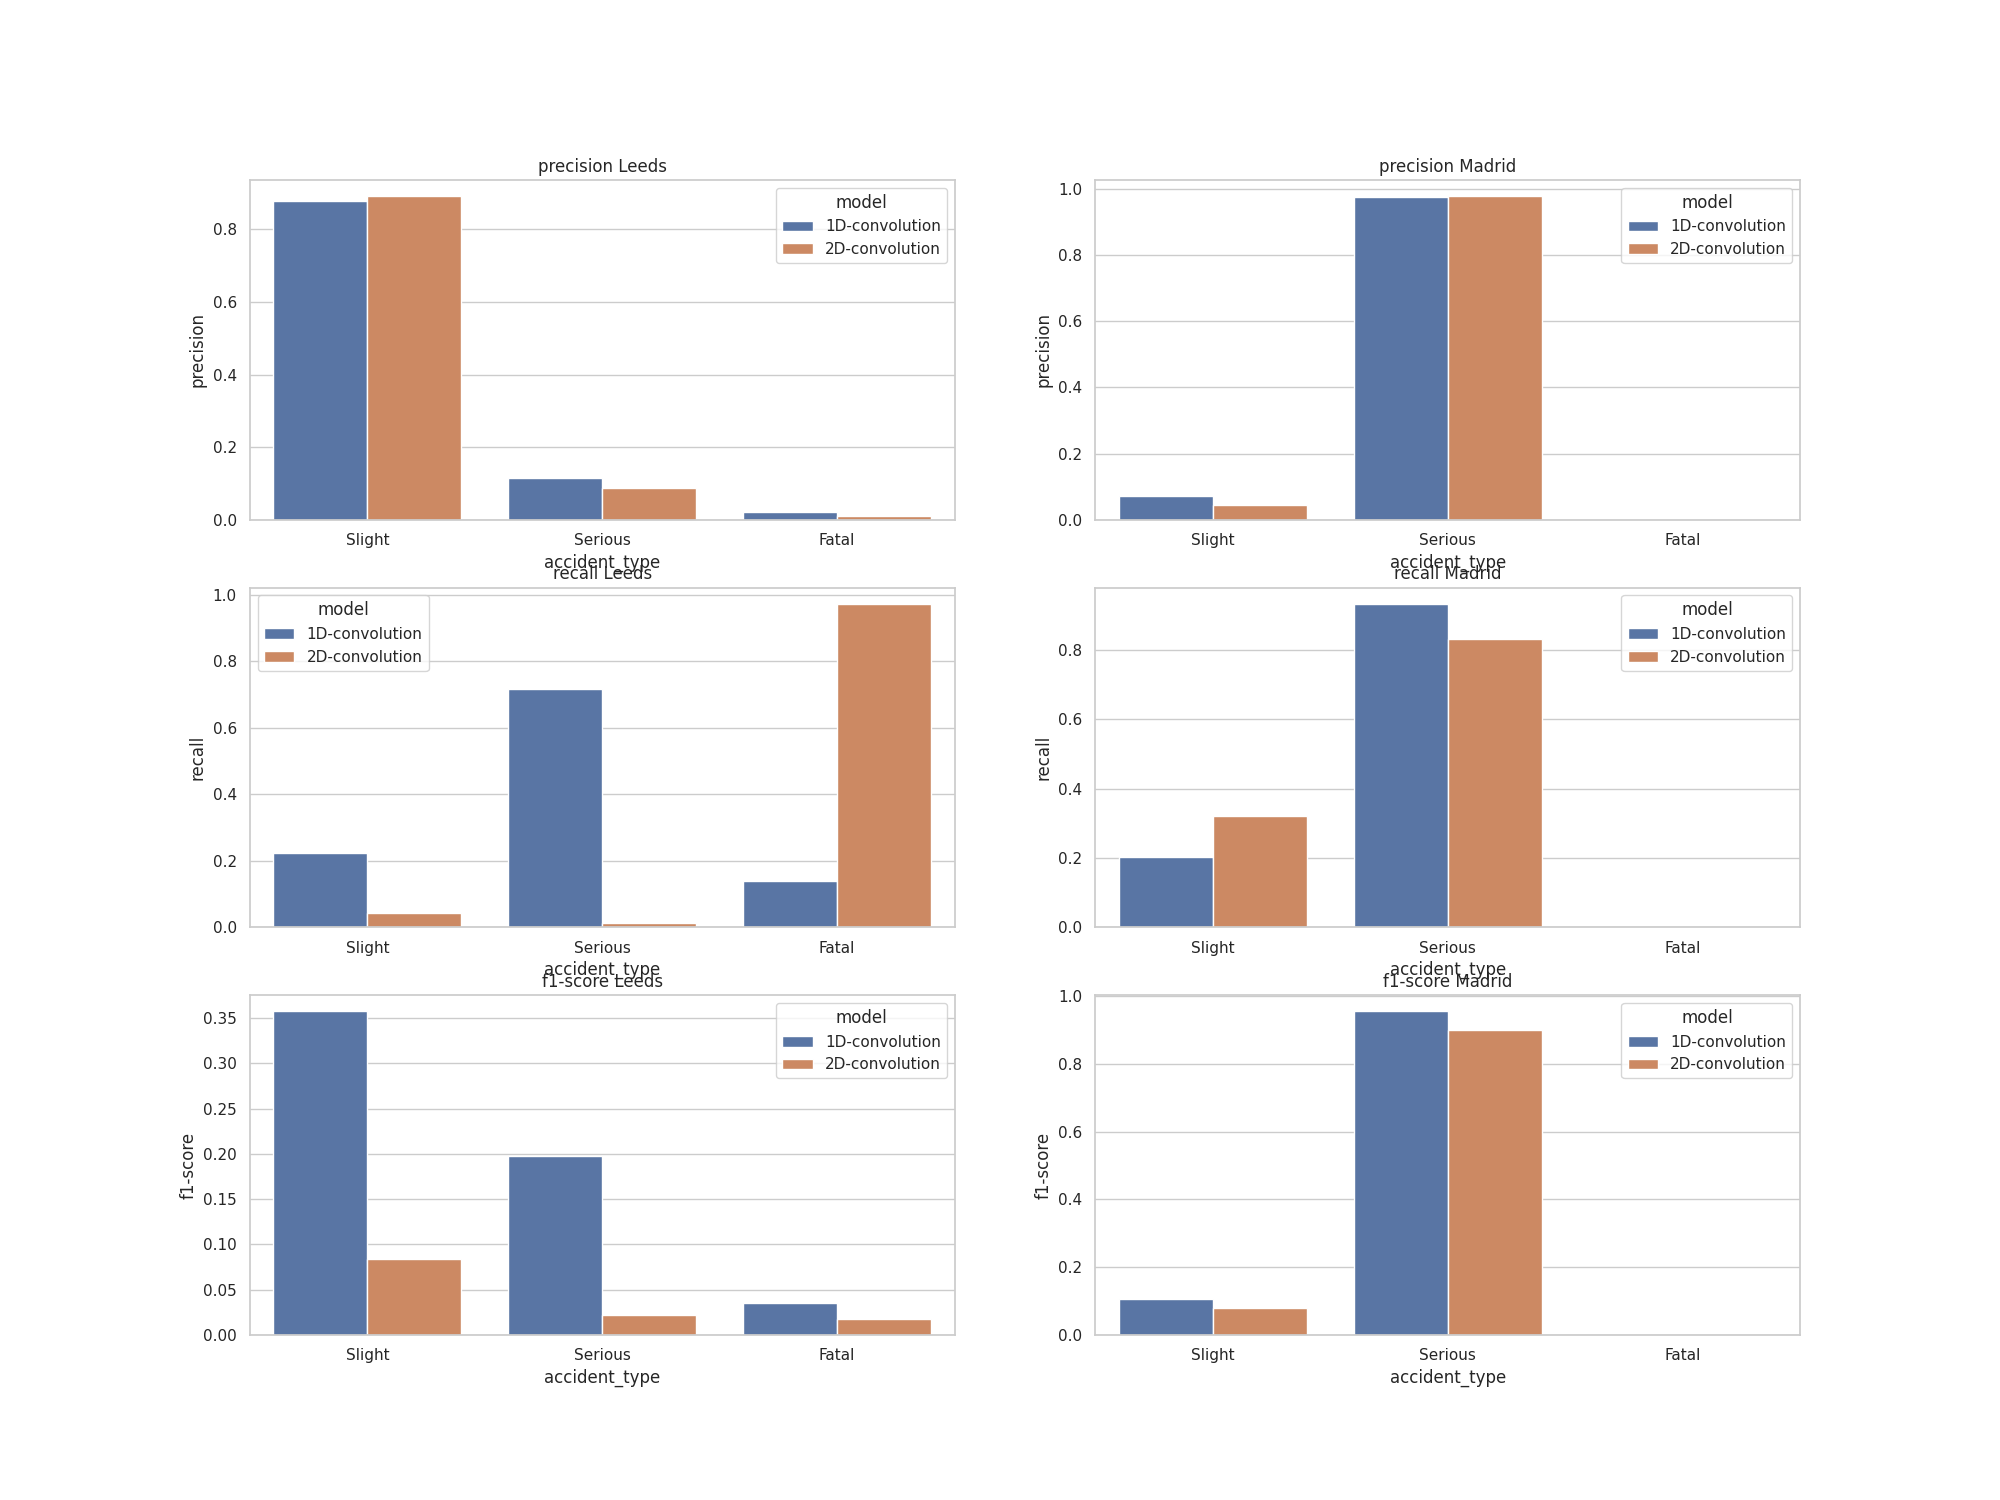 precision Leeds
precision
0.8
0.6
0.4
0.2
0.0
model
1D-convolution
2D-convolution
Slight Serious Fatal
accident_type
precision Madrid
precision
1.0
0.8
0.6
0.4
0.2
0.0
model
1D-convolution
2D-convolution
Slight Serious Fatal
accident_type
recall Leeds
recall
1.0
0.8
0.6
0.4
0.2
0.0
model
1D-convolution
2D-convolution
Slight Serious Fatal
accident_type
recall Madrid
recall
0.8
0.6
0.4
0.2
0.0
model
1D-convolution
2D-convolution
Slight Serious Fatal
accident_type
f1-score Leeds
f1-score
0.35
0.30
0.25
0.20
0.15
0.10
0.05
0.00
model
1D-convolution
2D-convolution
Slight Serious Fatal
accident_type
f1-score Madrid
f1-score
1.0
0.8
0.6
0.4
0.2
0.0
model
1D-convolution
2D-convolution
Slight Serious Fatal
accident_type